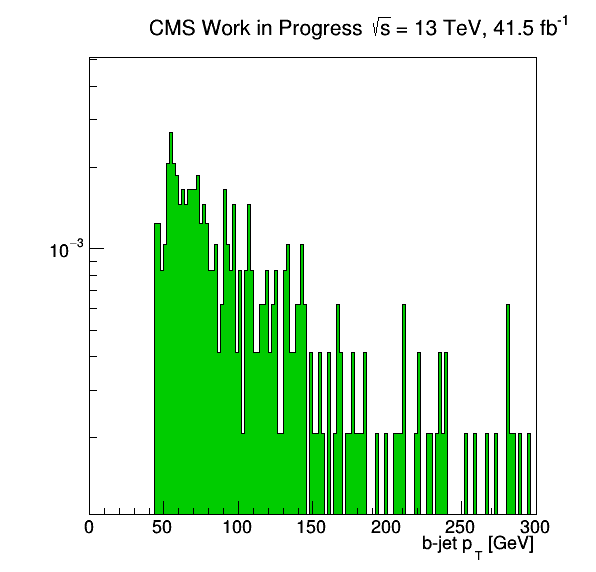 CMS Work in Progress √s = 13 TeV, 41.5 fb⁻¹
10⁻³
0 50 100 150 200 250 300
b-jet p_T [GeV]